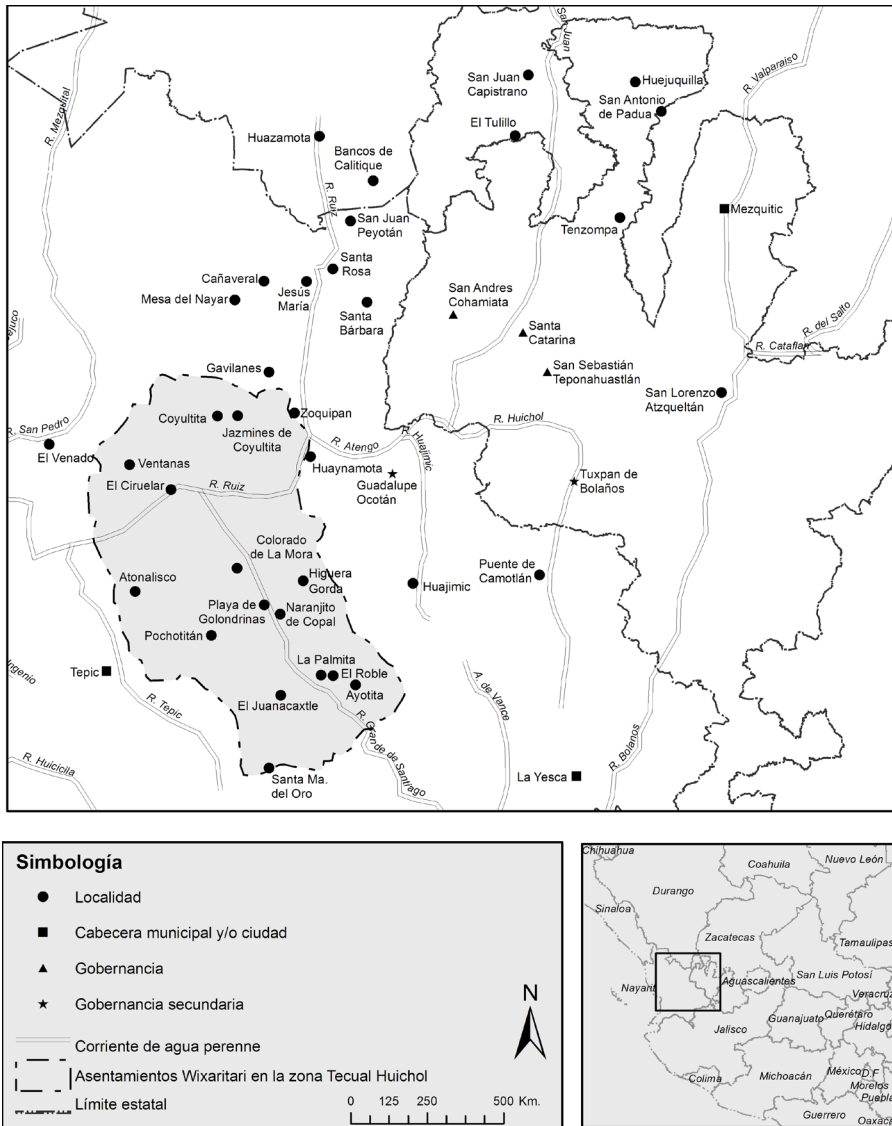 San Juan
R. Mezquital
San Juan
Capistrano
Huejuquilla
R. Valparaiso
San Antonio
de Padua
El Tulillo
Huazamota
Bancos de
Calitique
R. Ruiz
San Juan
Peyotán
Tenzompa
Mezquitic
Santa
Rosa
Cañaveral
Jesús
María
Mesa del Nayar
Santa
Bárbara
San Andres
Cohamiata
Santa
Catarina
R. del Salto
R. Cataflan
San Sebastián
Teponahuastlán
Gavilanes
San Lorenzo
Atzqueltán
Coyultita
Jazmines de
Coyultita
Zoquipan
R. Huichol
R. San Pedro
R. Atengo
R. Huajimic
El Venado
Ventanas
Huaynamota
Guadalupe
Ocotán
Tuxpan de
Bolaños
El Ciruelar
R. Ruiz
Colorado
de La Mora
Puente de
Camotlán
Atonalisco
Higuera
Gorda
Huajimic
Playa de
Golondrinas
Naranjito
de Copal
Pochotitán
Tepic
Ingenio
La Palmita
El Roble
Ayotita
El Juanacaxtle
R. Tepic
A. de Vance
R. Grande de Santiago
R. Bolanos
R. Huicicila
Santa Ma.
del Oro
La Yesca
Simbología
Localidad
Cabecera municipal y/o ciudad
Gobernancia
Gobernancia secundaria
Corriente de agua perenne
Asentamientos Wixaritari en la zona Tecual Huichol
Límite estatal
N
0 125 250 500 Km.
Chihuahua
Coahuila
Nuevo León
Durango
Sinaloa
Zacatecas
Tamaulipas
Nayarit
Aguascalientes
San Luis Potosí
Veracruz
Guanajuato
Querétaro
Hidalgo
Jalisco
Colima
Michoacán
México
D.F
Morelos
Puebla
Guerrero
Oaxaca